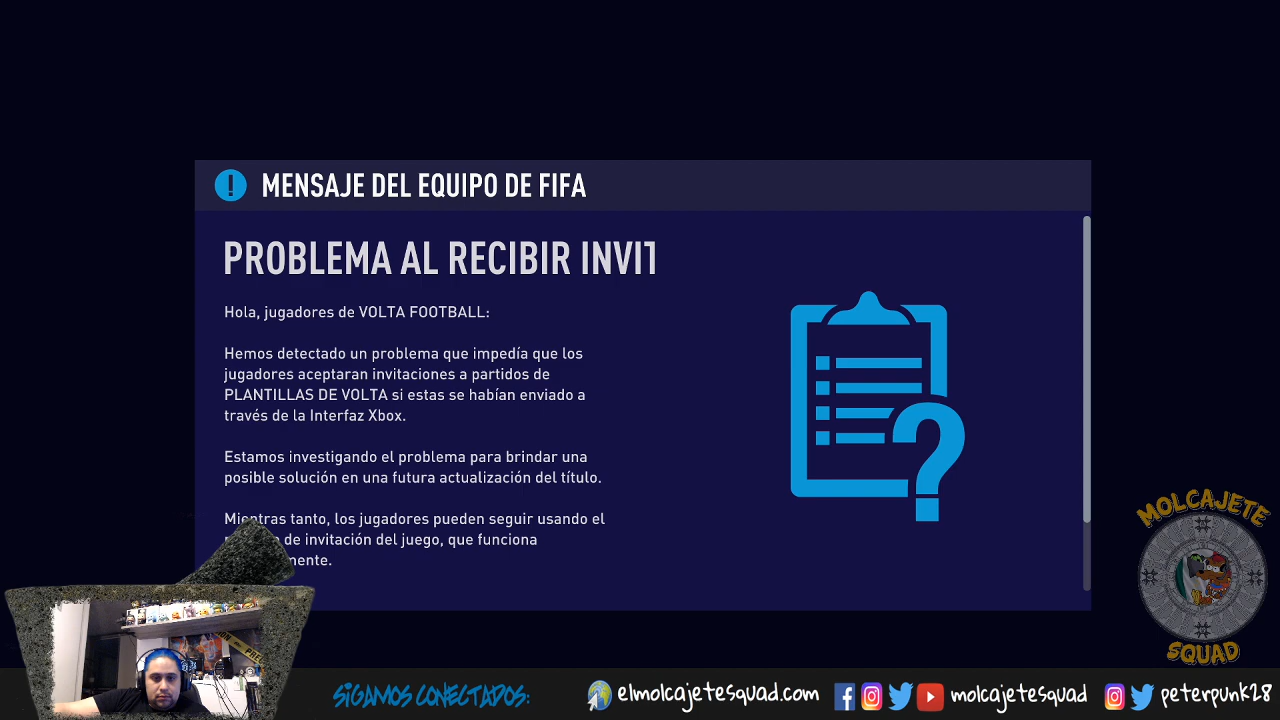 MENSAJE DEL EQUIPO DE FIFA
PROBLEMA AL RECIBIR INVIT
Hola, jugadores de VOLTA FOOTBALL:
Hemos detectado un problema que impedía que los
jugadores aceptaran invitaciones a partidos de
PLANTILLAS DE VOLTA si estas se habían enviado a
través de la Interfaz Xbox.
Estamos investigando el problema para brindar una
posible solución en una futura actualización del título.
Mientras tanto, los jugadores pueden seguir usando el
de invitación del juego, que funciona
MOLCAJETE
SQUAD
SIGAMOS CONECTADOS:
elmolcajetesquad.com
molcajetesquad
peterpunk28